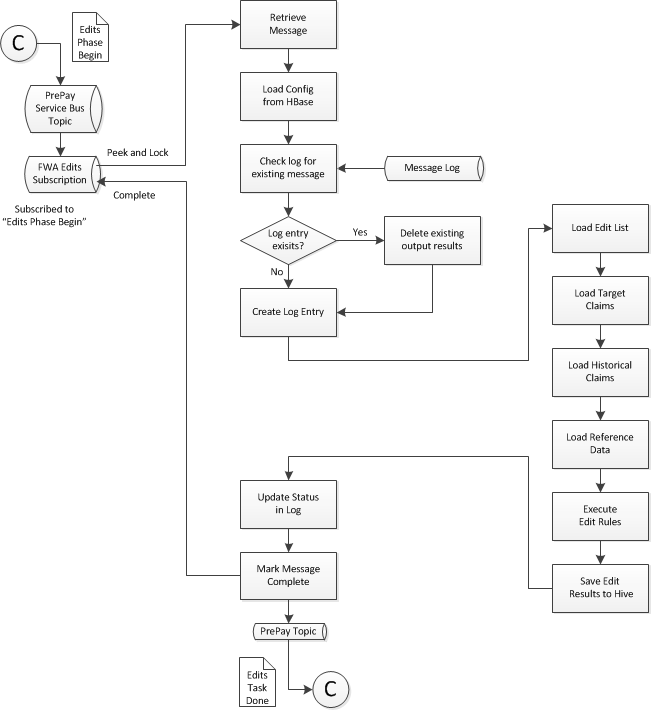 C
Edits
Phase
Begin
PrePay
Service Bus
Topic
FWA Edits
Subscription
Subscribed to
“Edits Phase Begin”
Peek and Lock
Complete
Retrieve
Message
Load Config
from HBase
Check log for
existing message
Message Log
Log entry
exisits?
Yes
No
Delete existing
output results
Create Log Entry
Load Edit List
Load Target
Claims
Load Historical
Claims
Load Reference
Data
Execute
Edit Rules
Save Edit
Results to Hive
Update Status
in Log
Mark Message
Complete
PrePay Topic
Edits
Task
Done
C